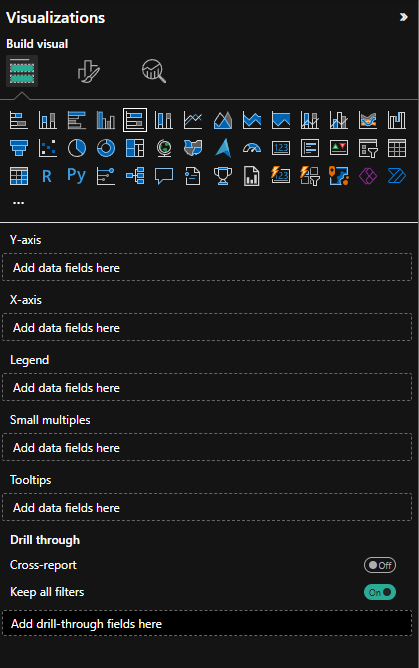 Visualizations
Build visual
123
R
Py
123
...
Y-axis
Add data fields here
X-axis
Add data fields here
Legend
Add data fields here
Small multiples
Add data fields here
Tooltips
Add data fields here
Drill through
Cross-report
Off
Keep all filters
On
Add drill-through fields here